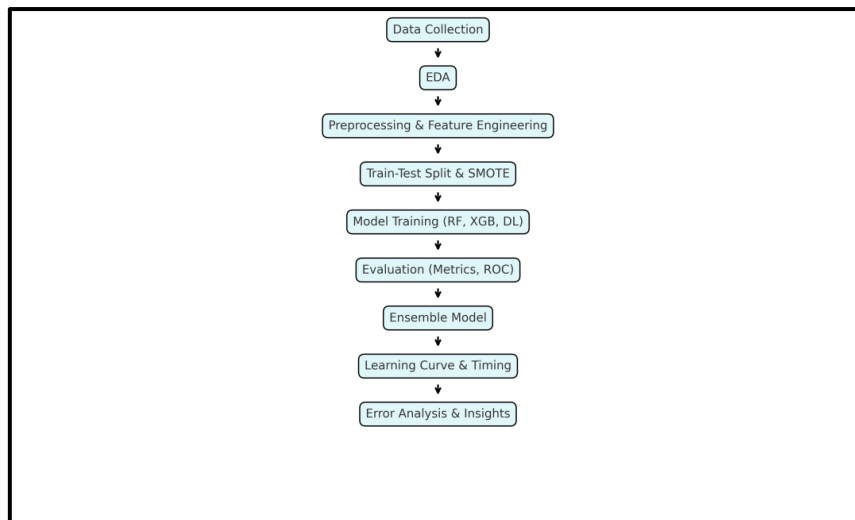 Data Collection
EDA
Preprocessing & Feature Engineering
Train-Test Split & SMOTE
Model Training (RF, XGB, DL)
Evaluation (Metrics, ROC)
Ensemble Model
Learning Curve & Timing
Error Analysis & Insights